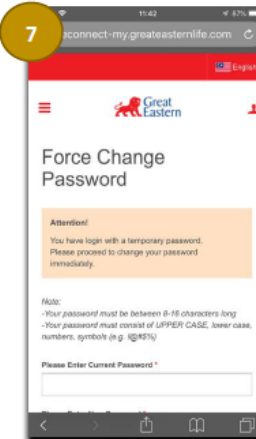 7
11:42
87%
connect-my.greateasternlife.com
English
Great
Eastern
Force Change
Password
Attention!
You have login with a temporary password.
Please proceed to change your password
immediately.
Note:
-Your password must be between 8-16 characters long
-Your password must consist of UPPER CASE, lower case,
numbers, symbols (e.g. !@#$%)
Please Enter Current Password *